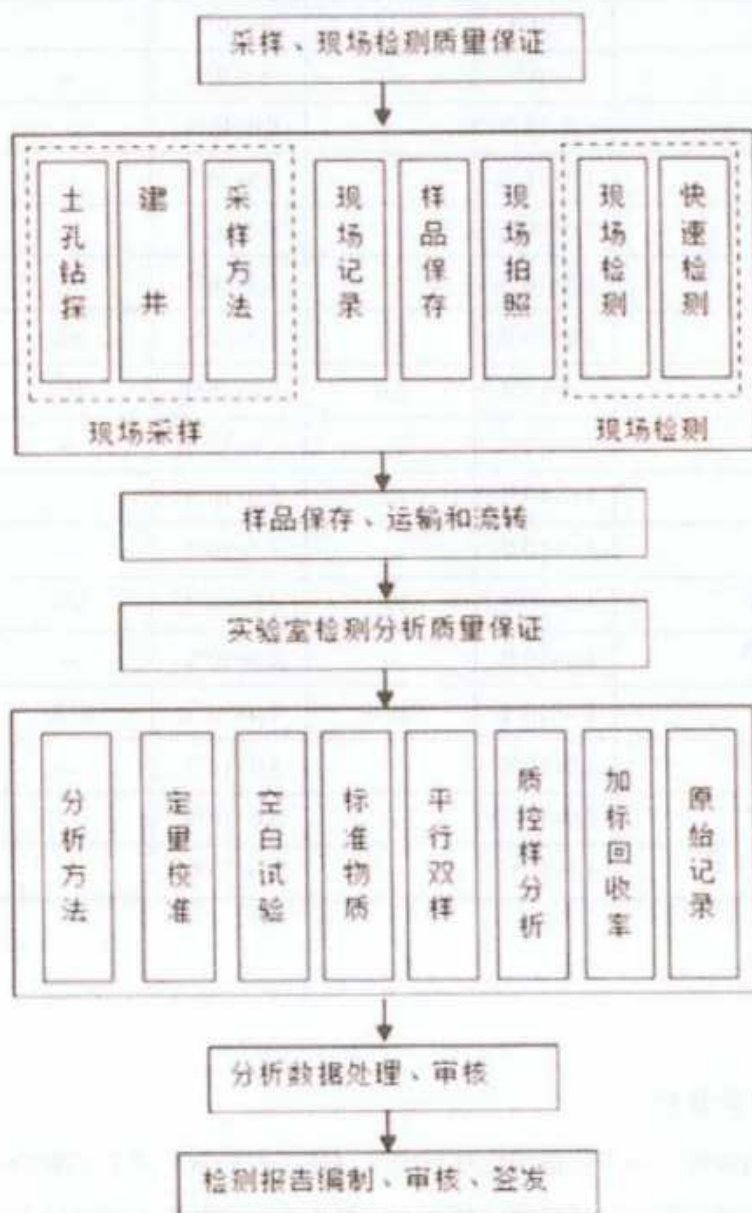 采样、现场检测质量保证
土孔钻探
建井
采样方法
现场记录
样品保存
现场拍照
现场检测
快速检测
现场采样
现场检测
样品保存、运输和流转
实验室检测分析质量保证
分析方法
定量校准
空白试验
标准物质
平行双样
质控样分析
加标回收率
原始记录
分析数据处理、审核
检测报告编制、审核、签发